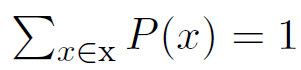 ∑x∈x P(x) = 1